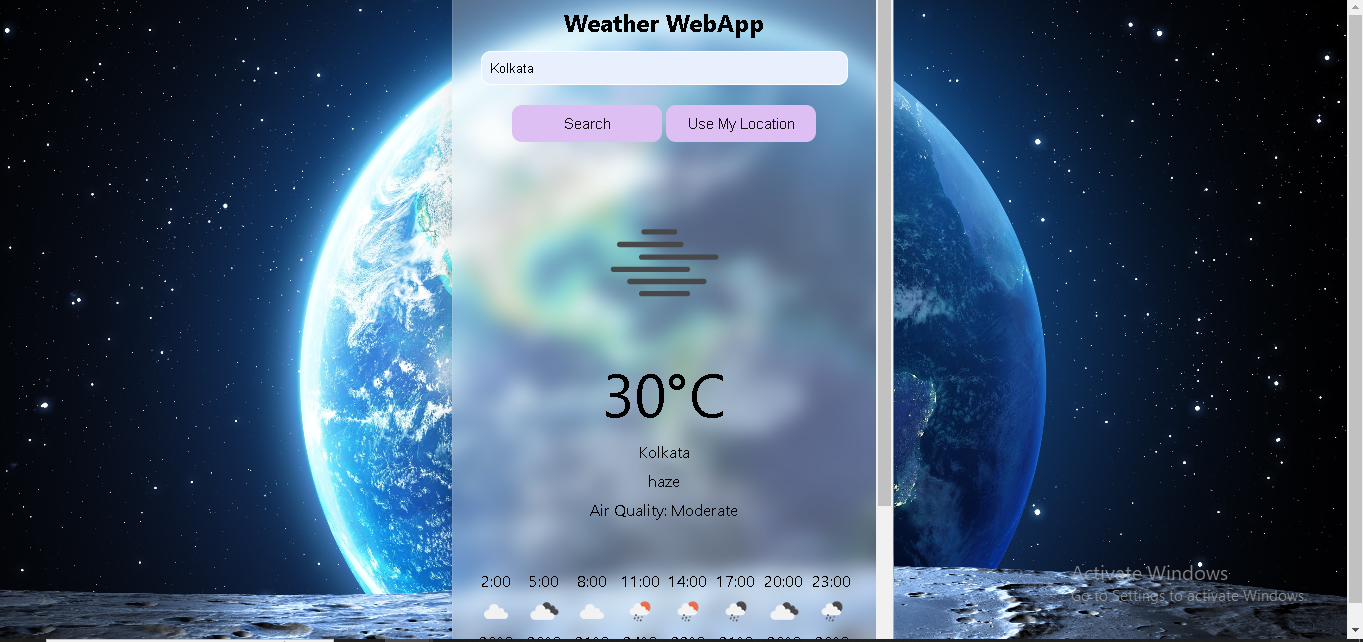 Weather WebApp
Kolkata
Search Use My Location
30°C
Kolkata
haze
Air Quality: Moderate
2:00 5:00 8:00 11:00 14:00 17:00 20:00 23:00
Activate Windows
Go to Settings to activate Windows.